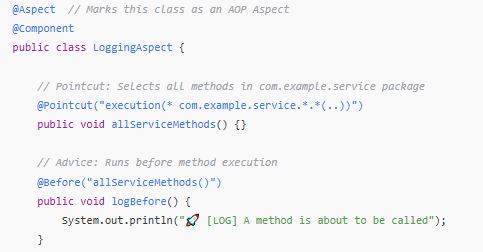 @Aspect  // Marks this class as an AOP Aspect
@Component
public class LoggingAspect {
    // Pointcut: Selects all methods in com.example.service package
    @Pointcut("execution(* com.example.service.*.*(..))")
    public void allServiceMethods() {}
    // Advice: Runs before method execution
    @Before("allServiceMethods()")
    public void logBefore() {
        System.out.println("🚀 [LOG] A method is about to be called");
    }